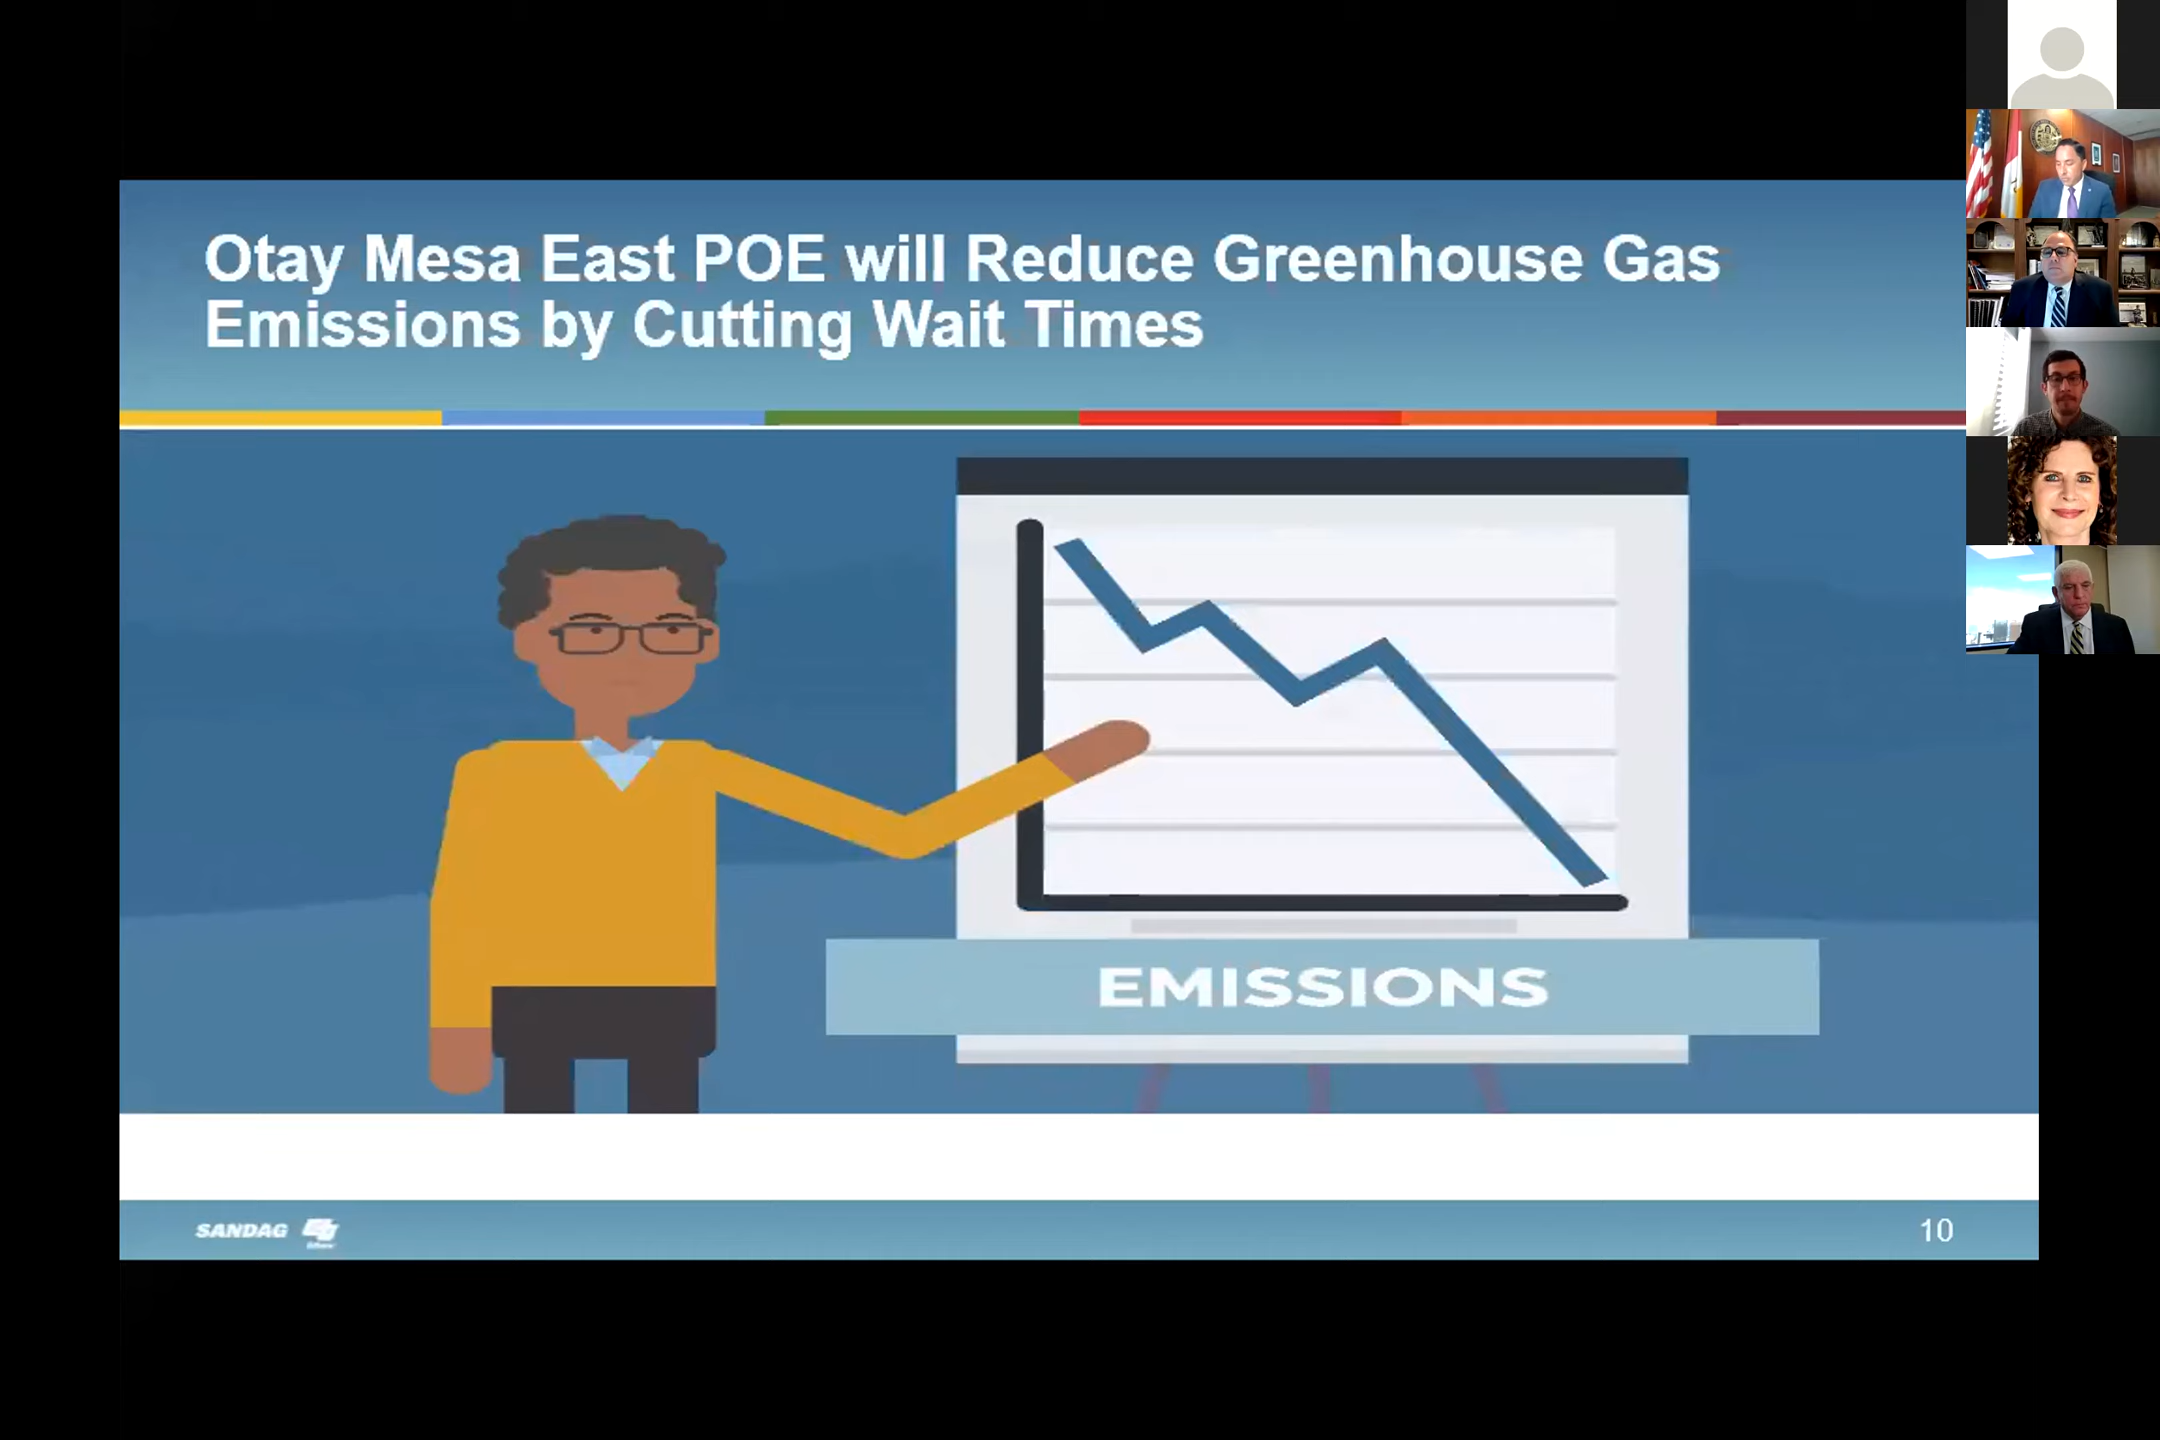 Otay Mesa East POE will Reduce Greenhouse Gas
Emissions by Cutting Wait Times
EMISSIONS
SANDAG
10